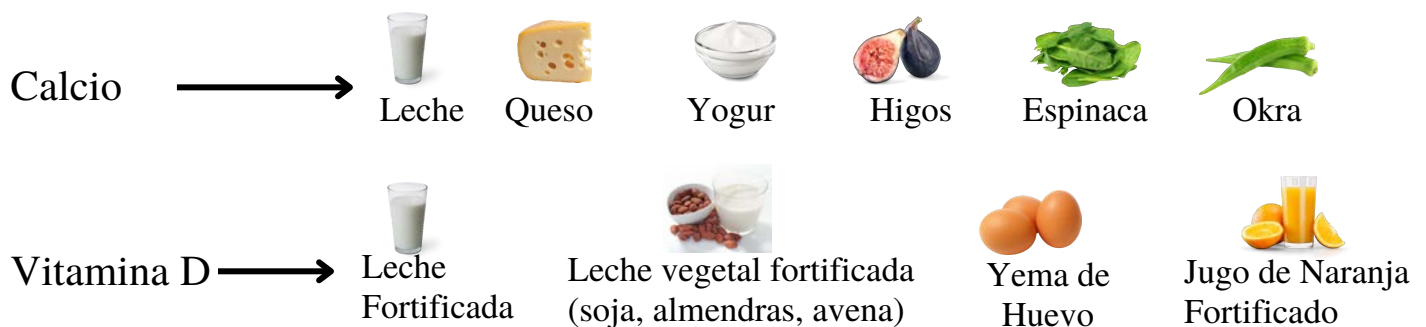 Calcio
Leche Queso Yogur Higos Espinaca Okra
Vitamina D
Leche
Fortificada
Leche vegetal fortificada
(soja, almendras, avena)
Yema de
Huevo
Jugo de Naranja
Fortificado